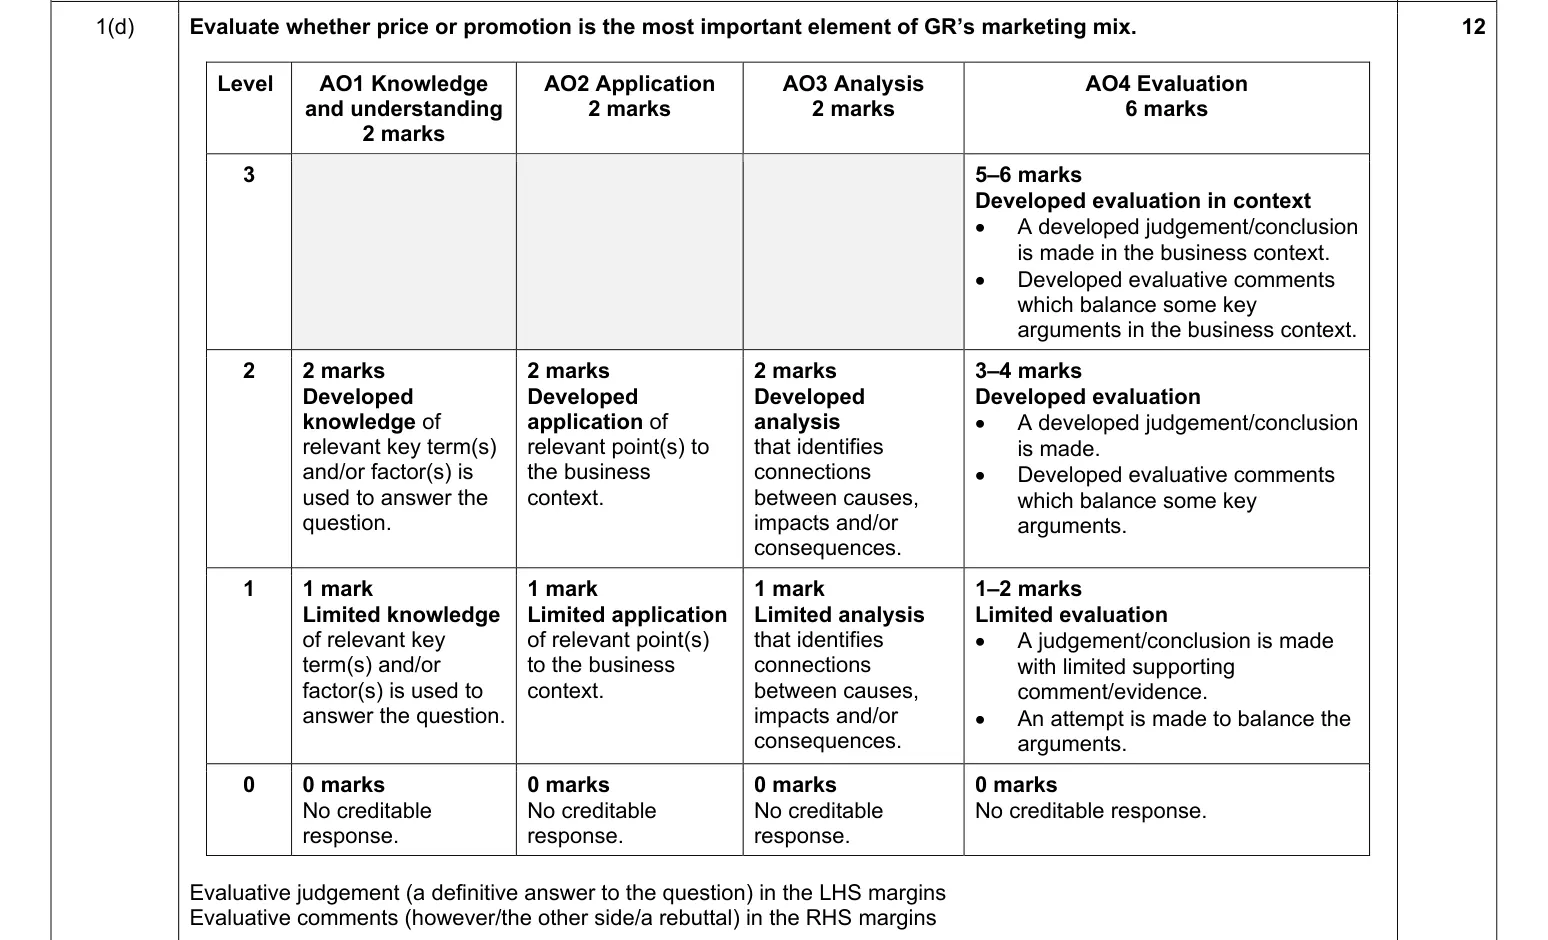 1(d)
Evaluate whether price or promotion is the most important element of GR’s marketing mix.
12
Level
AO1 Knowledge
and understanding
2 marks
AO2 Application
2 marks
AO3 Analysis
2 marks
AO4 Evaluation
6 marks
3
5–6 marks
Developed evaluation in context
• A developed judgement/conclusion
is made in the business context.
• Developed evaluative comments
which balance some key
arguments in the business context.
2
2 marks
Developed
knowledge of
relevant key term(s)
and/or factor(s) is
used to answer the
question.
2 marks
Developed
application of
relevant point(s) to
the business
context.
2 marks
Developed
analysis
that identifies
connections
between causes,
impacts and/or
consequences.
3–4 marks
Developed evaluation
• A developed judgement/conclusion
is made.
• Developed evaluative comments
which balance some key
arguments.
1
1 mark
Limited knowledge
of relevant key
term(s) and/or
factor(s) is used to
answer the question.
1 mark
Limited application
of relevant point(s)
to the business
context.
1 mark
Limited analysis
that identifies
connections
between causes,
impacts and/or
consequences.
1–2 marks
Limited evaluation
• A judgement/conclusion is made
with limited supporting
comment/evidence.
• An attempt is made to balance the
arguments.
0
0 marks
No creditable
response.
0 marks
No creditable
response.
0 marks
No creditable
response.
0 marks
No creditable response.
Evaluative judgement (a definitive answer to the question) in the LHS margins
Evaluative comments (however/the other side/a rebuttal) in the RHS margins